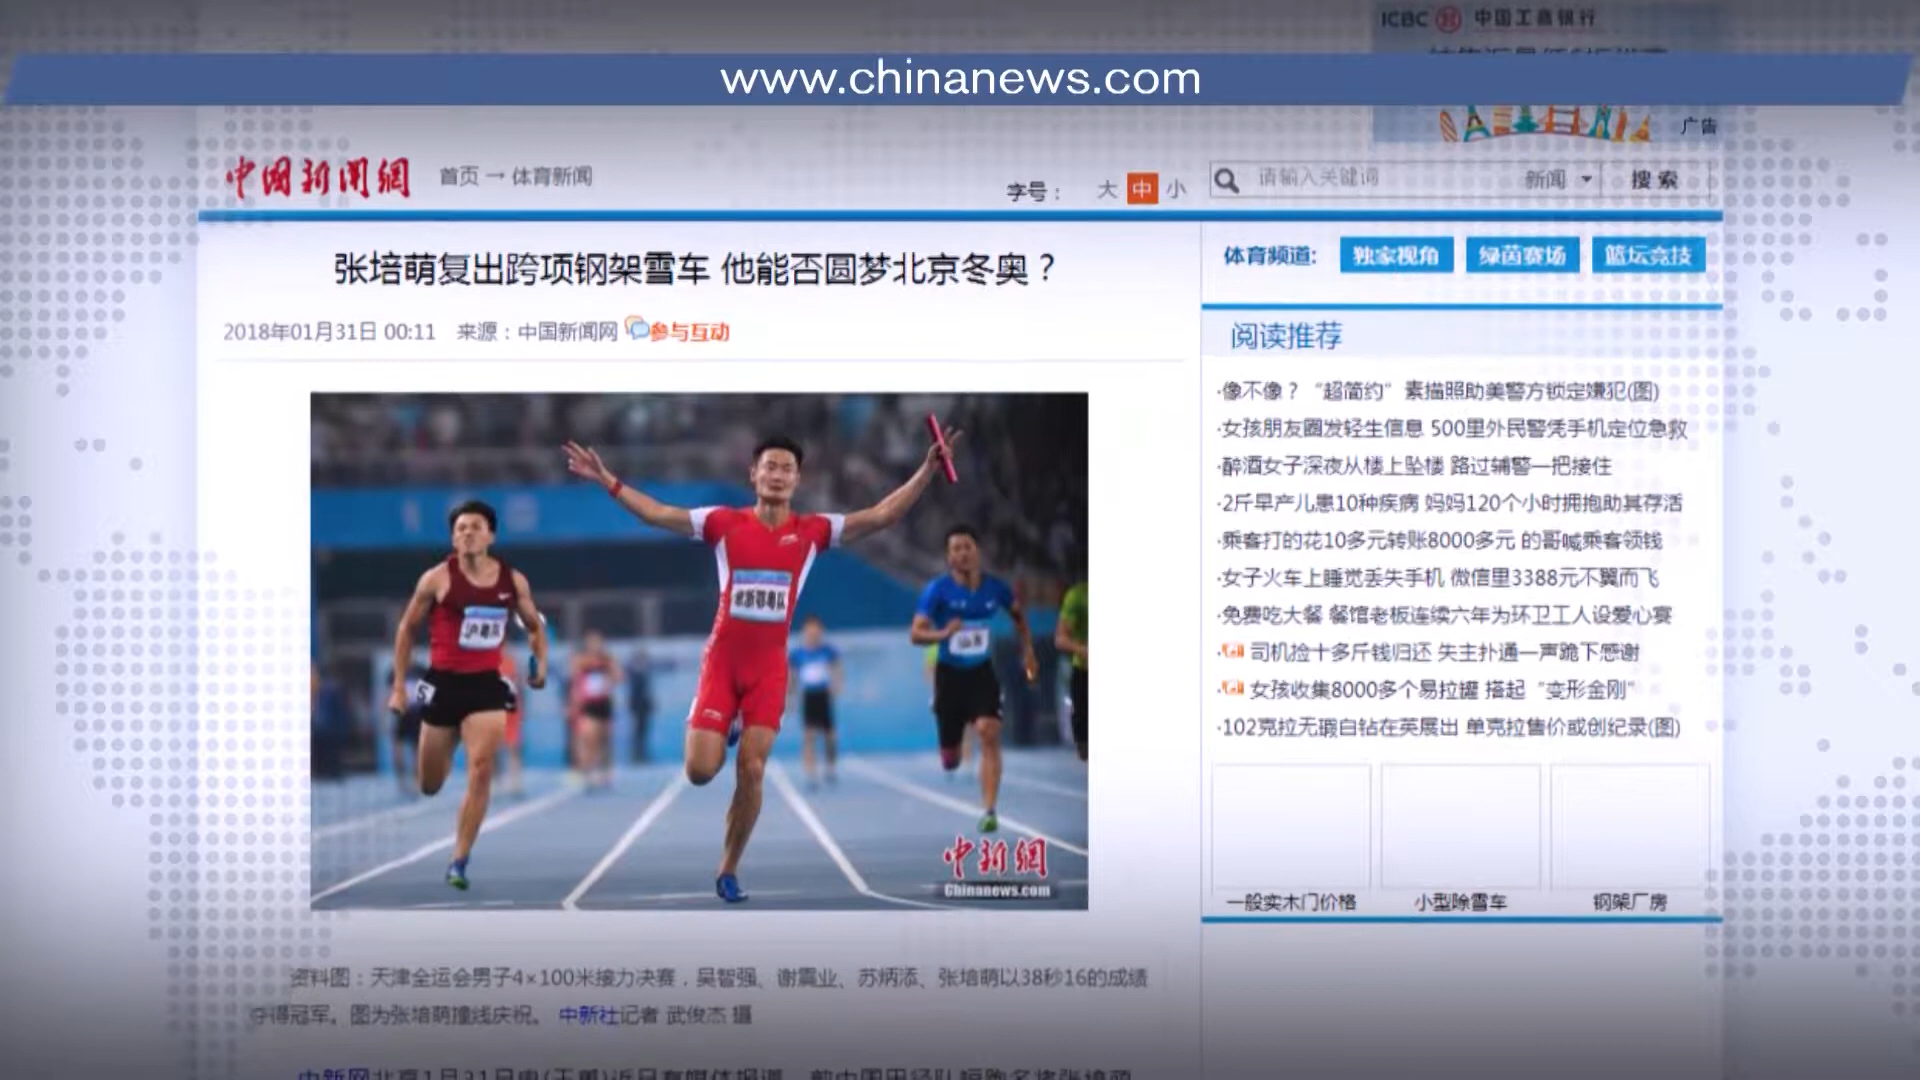 ICBC 中国工商银行
www.chinanews.com
广告
中国新闻網
首页 → 体育新闻
字号： 大 中 小
请输入关键词 新闻 搜索
张培萌复出跨项钢架雪车 他能否圆梦北京冬奥？
2018年01月31日 00:11 来源：中国新闻网 参与互动
体育频道: 独家视角 绿茵赛场 篮坛竞技
阅读推荐
·像不像？“超简约”素描照助美警方锁定嫌犯(图)
·女孩朋友圈发轻生信息 500里外民警凭手机定位急救
·醉酒女子深夜从楼上坠楼 路过辅警一把接住
·2斤早产儿患10种疾病 妈妈120个小时拥抱助其存活
·乘客打的花10多元转账8000多元 的哥喊乘客领钱
·女子火车上睡觉丢失手机 微信里3388元不翼而飞
·免费吃大餐 餐馆老板连续六年为环卫工人设爱心宴
·司机捡十多斤钱归还 失主扑通一声跪下感谢
·女孩收集8000多个易拉罐 搭起“变形金刚”
·102克拉无瑕白钻在英展出 单克拉售价或创纪录(图)
5
中新網
Chinanews.com
一般实木门价格 小型除雪车 钢架厂房
资料图：天津全运会男子4×100米接力决赛，吴智强、谢震业、苏炳添、张培萌以38秒16的成绩
夺得冠军。图为张培萌撞线庆祝。 中新社记者 武俊杰 摄